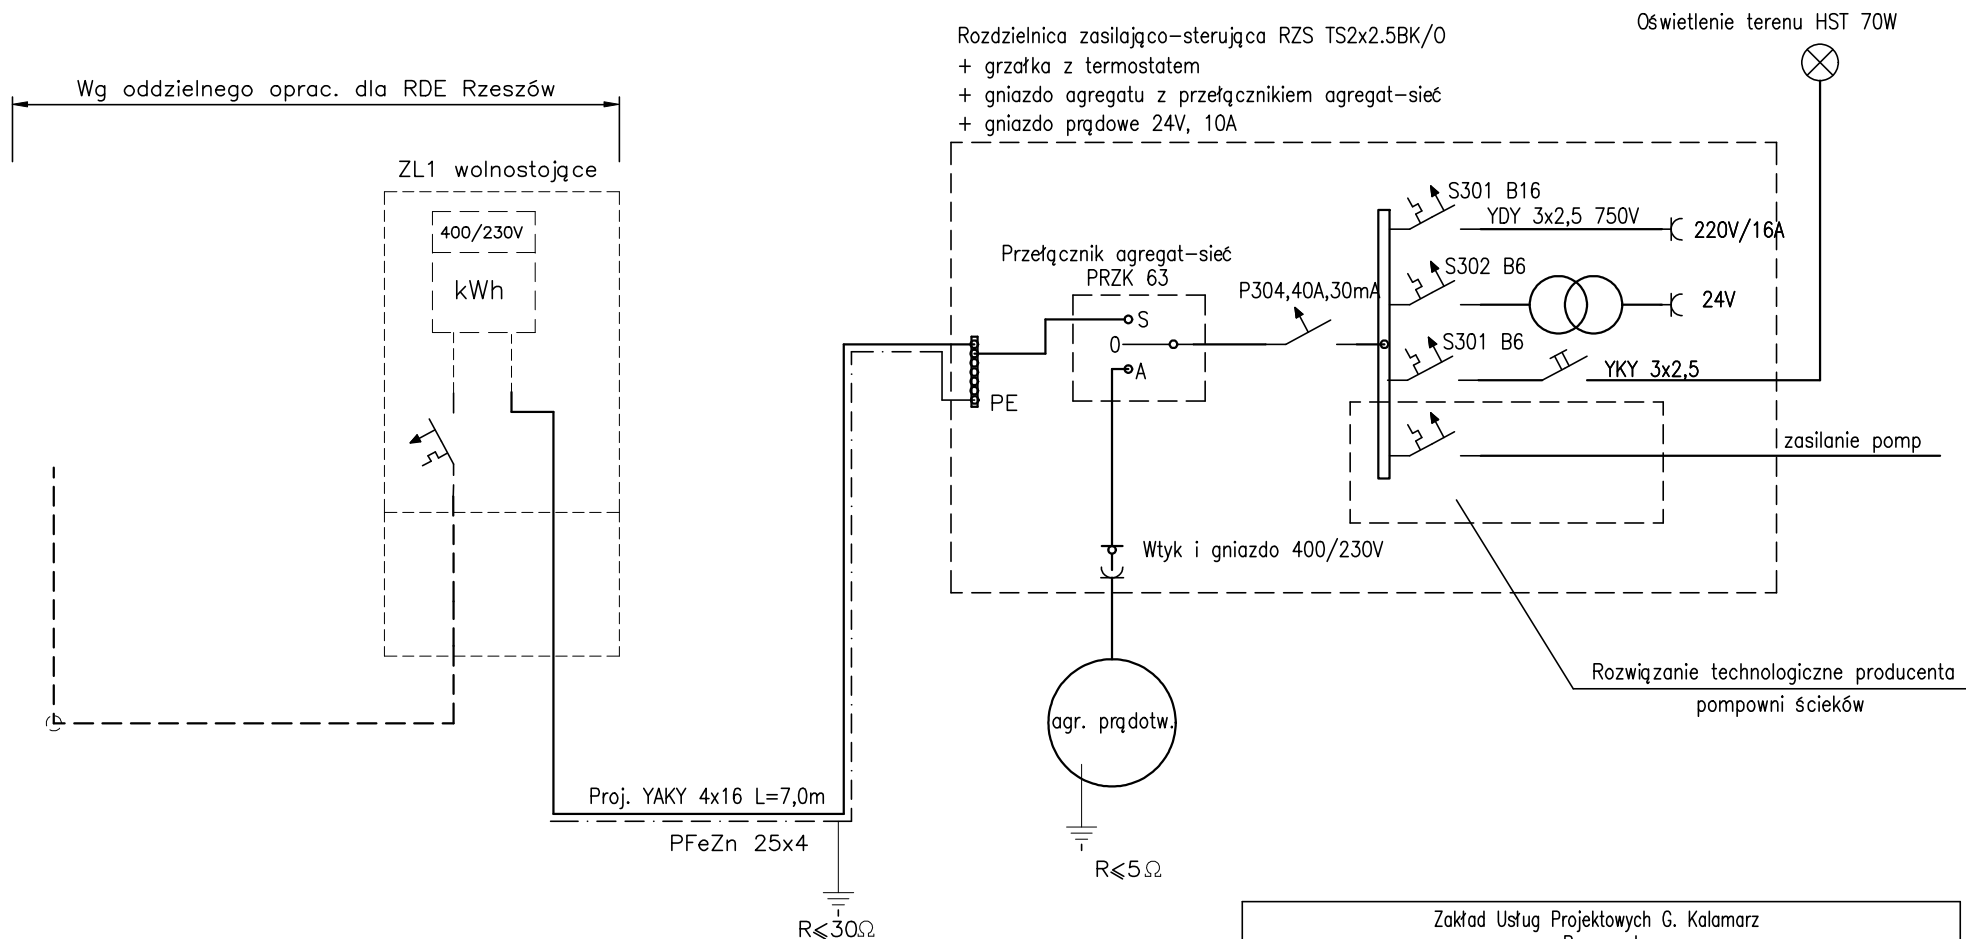 Oświetlenie terenu HST 70W
Rozdzielnica zasilająco-sterująca RZS TS2x2.5BK/0
+ grzałka z termostatem
+ gniazdo agregatu z przełącznikiem agregat-sieć
+ gniazdo prądowe 24V, 10A
Wg oddzielnego oprac. dla RDE Rzeszów
ZL1 wolnostojące
400/230V
kWh
S301 B16
YDY 3x2,5 750V
220V/16A
Przełącznik agregat-sieć
PRZK 63
S302 B6
P304,40A,30mA
24V
S
0
A
S301 B6
YKY 3x2,5
PE
zasilanie pomp
Wtyk i gniazdo 400/230V
Rozwiązanie technologiczne producenta
pompowni ścieków
agr. prądotw.
Proj. YAKY 4x16 L=7,0m
PFeZn 25x4
R⩽5Ω
R⩽30Ω
Zakład Usług Projektowych G. Kalamarz